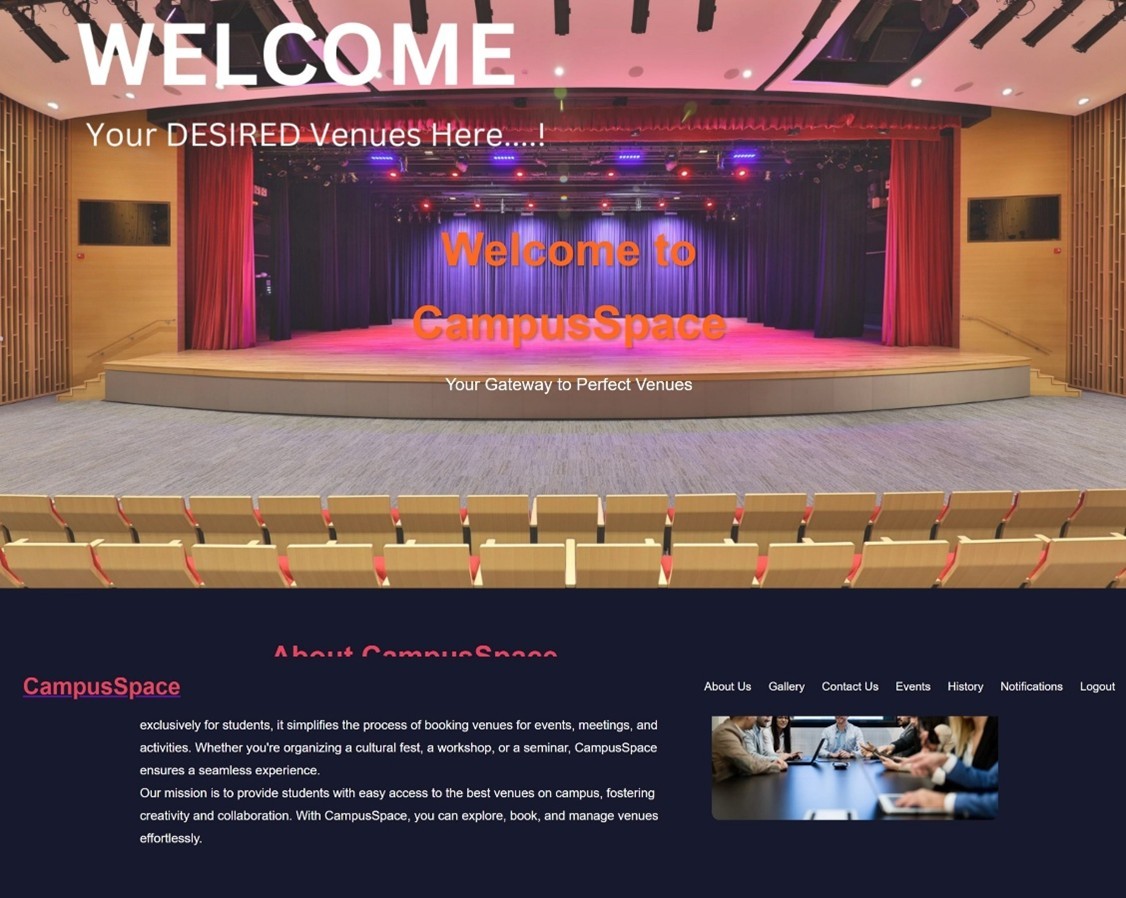 WELCOME
Your DESIRED Venues Here....!
Welcome to
CampusSpace
Your Gateway to Perfect Venues
About CampusSpace
CampusSpace
About Us Gallery Contact Us Events History Notifications Logout
exclusively for students, it simplifies the process of booking venues for events, meetings, and
activities. Whether you're organizing a cultural fest, a workshop, or a seminar, CampusSpace
ensures a seamless experience.
Our mission is to provide students with easy access to the best venues on campus, fostering
creativity and collaboration. With CampusSpace, you can explore, book, and manage venues
effortlessly.